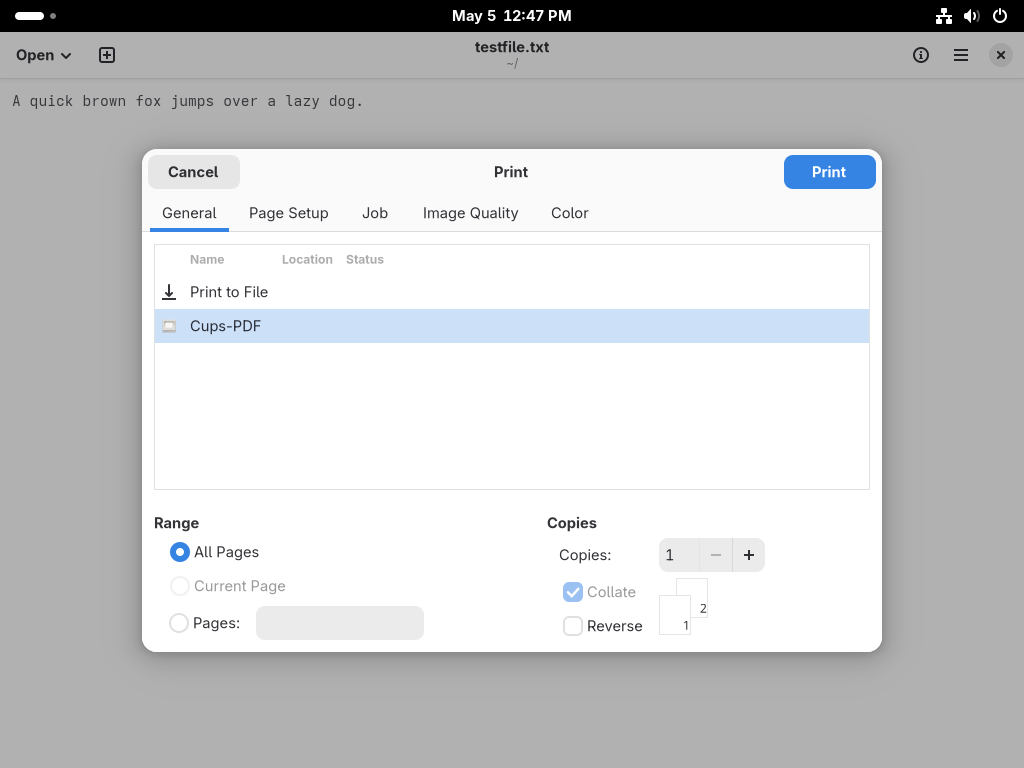 May 5 12:47 PM
Open
testfile.txt
~/
A quick brown fox jumps over a lazy dog.
Cancel
Print
Print
General Page Setup Job Image Quality Color
Name Location Status
Print to File
Cups-PDF
Range
All Pages
Current Page
Pages:
Copies
Copies: 1
Collate
Reverse
2
1